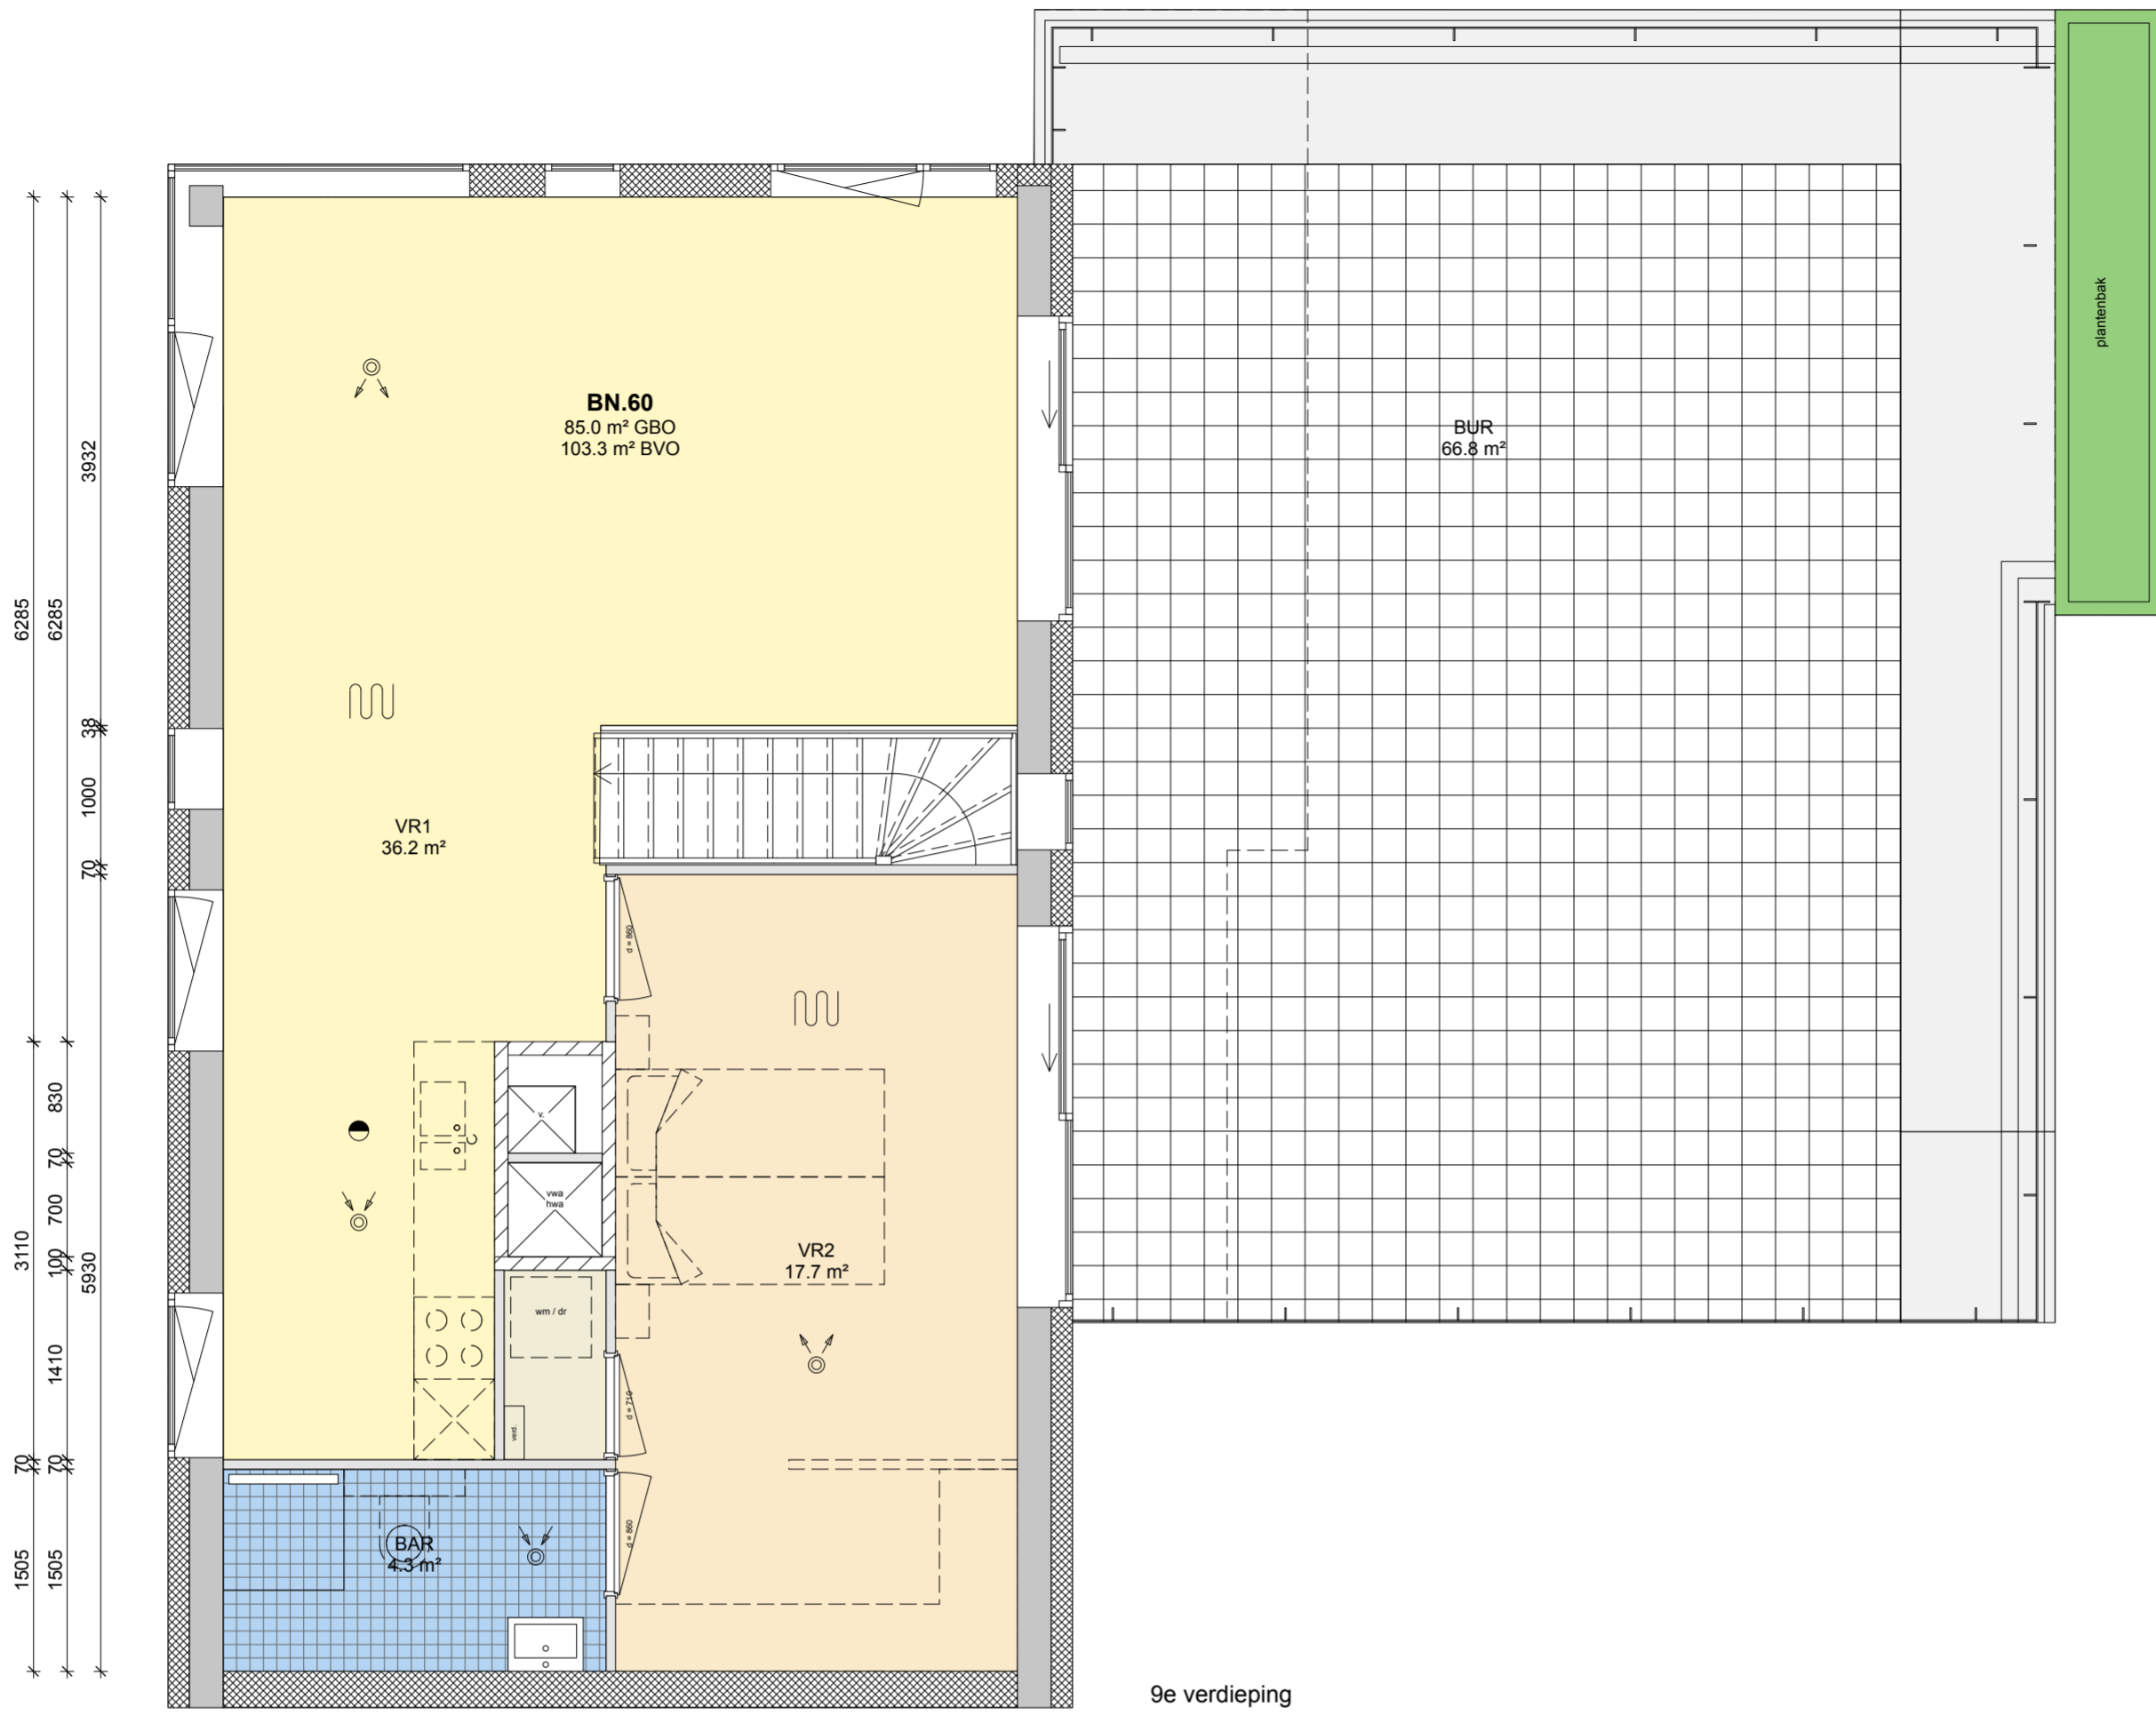 plantenbak
BN.60
85.0 m² GBO
103.3 m² BVO
BUR
66.8 m²
6285
6285
3932
38
1000
70
VR1
36.2 m²
d = 860
830
70
700
100
3110
5930
v.
vwa
hwa
VR2
17.7 m²
wm / dr
1410
d = 710
verd.
70
70
1505
1505
BAR
4.3 m²
d = 860
9e verdieping